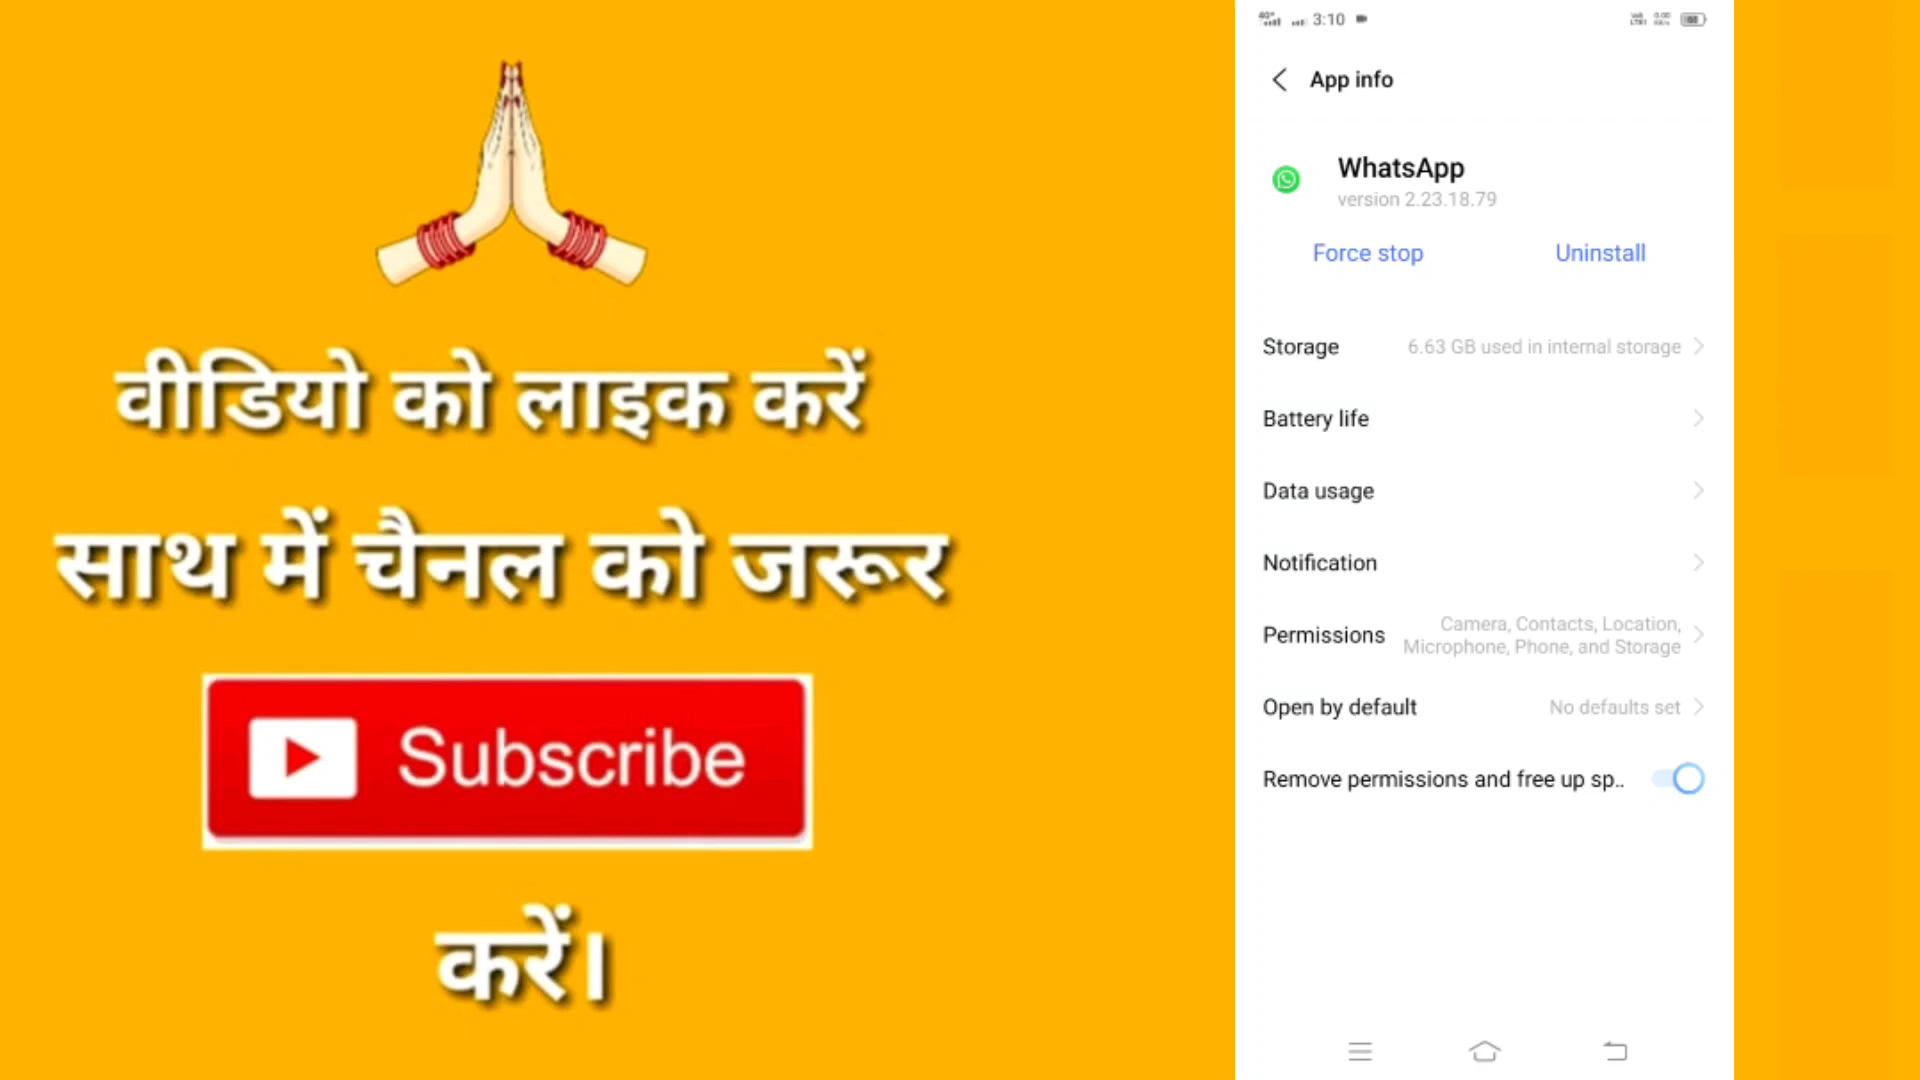 वीडियो को लाइक करें
साथ में चैनल को जरूर
Subscribe
करें।
3:10
App info
WhatsApp
version 2.23.18.79
Force stop Uninstall
Storage 6.63 GB used in internal storage
Battery life
Data usage
Notification
Permissions Camera, Contacts, Location,
Microphone, Phone, and Storage
Open by default No defaults set
Remove permissions and free up sp..